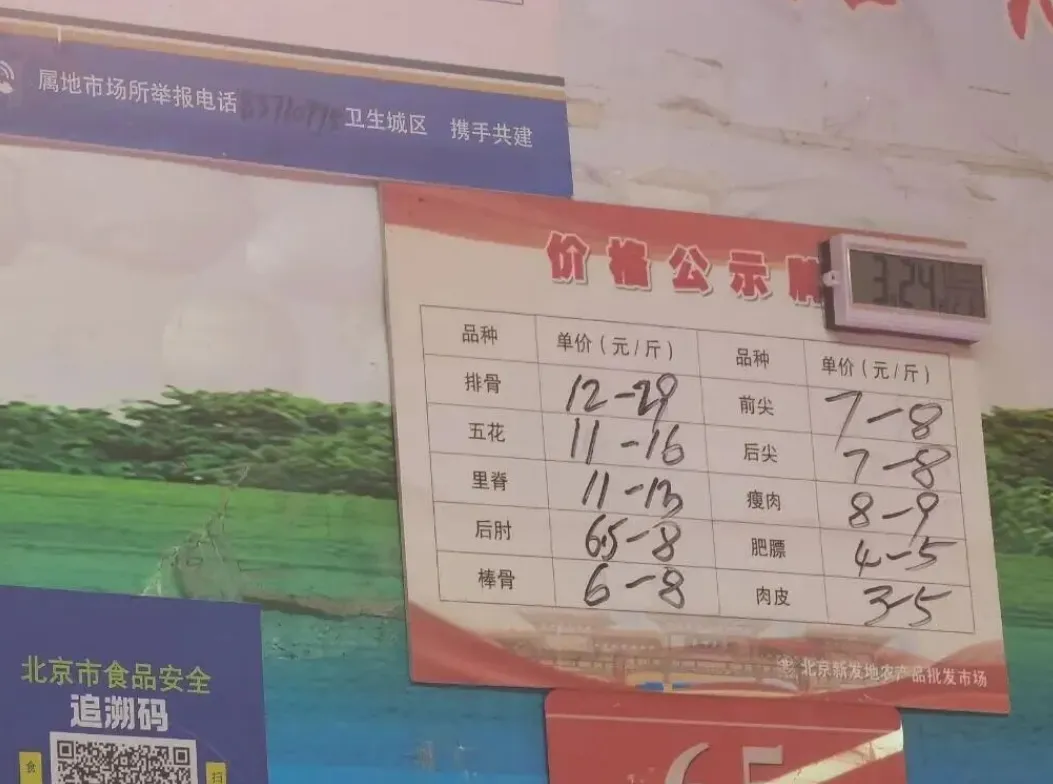 属地市场所举报电话 卫生城区 携手共建
价格公示牌
3.24
品种 单价(元/斤) 品种 单价(元/斤)
排骨 12-29 前尖 7-8
五花 11-16 后尖 7-8
里脊 11-13 瘦肉 8-9
后肘 6.5-8 肥膘 4-5
棒骨 6-8 肉皮 3-5
北京新发地农产品批发市场
北京市食品安全
追溯码
食 扫
65